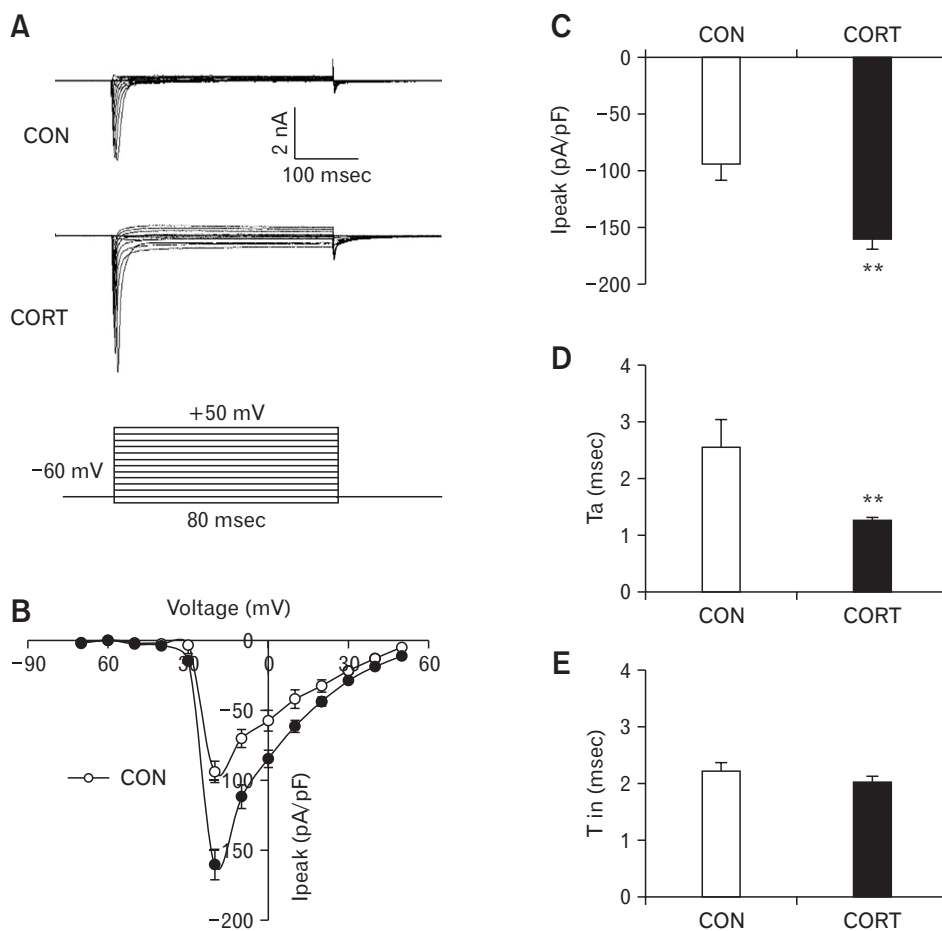 A
CON
2 nA
100 msec
CORT
+50 mV
−60 mV
80 msec
B
Voltage (mV)
−90 60 30 0 30 60
0
−50
100
−150
−200
CON
Ipeak (pA/pF)
C
CON CORT
0
−50
−100
−150
−200
Ipeak (pA/pF)
**
D
4
3
2
1
0
Ta (msec)
**
CON CORT
E
4
3
2
1
0
T in (msec)
CON CORT